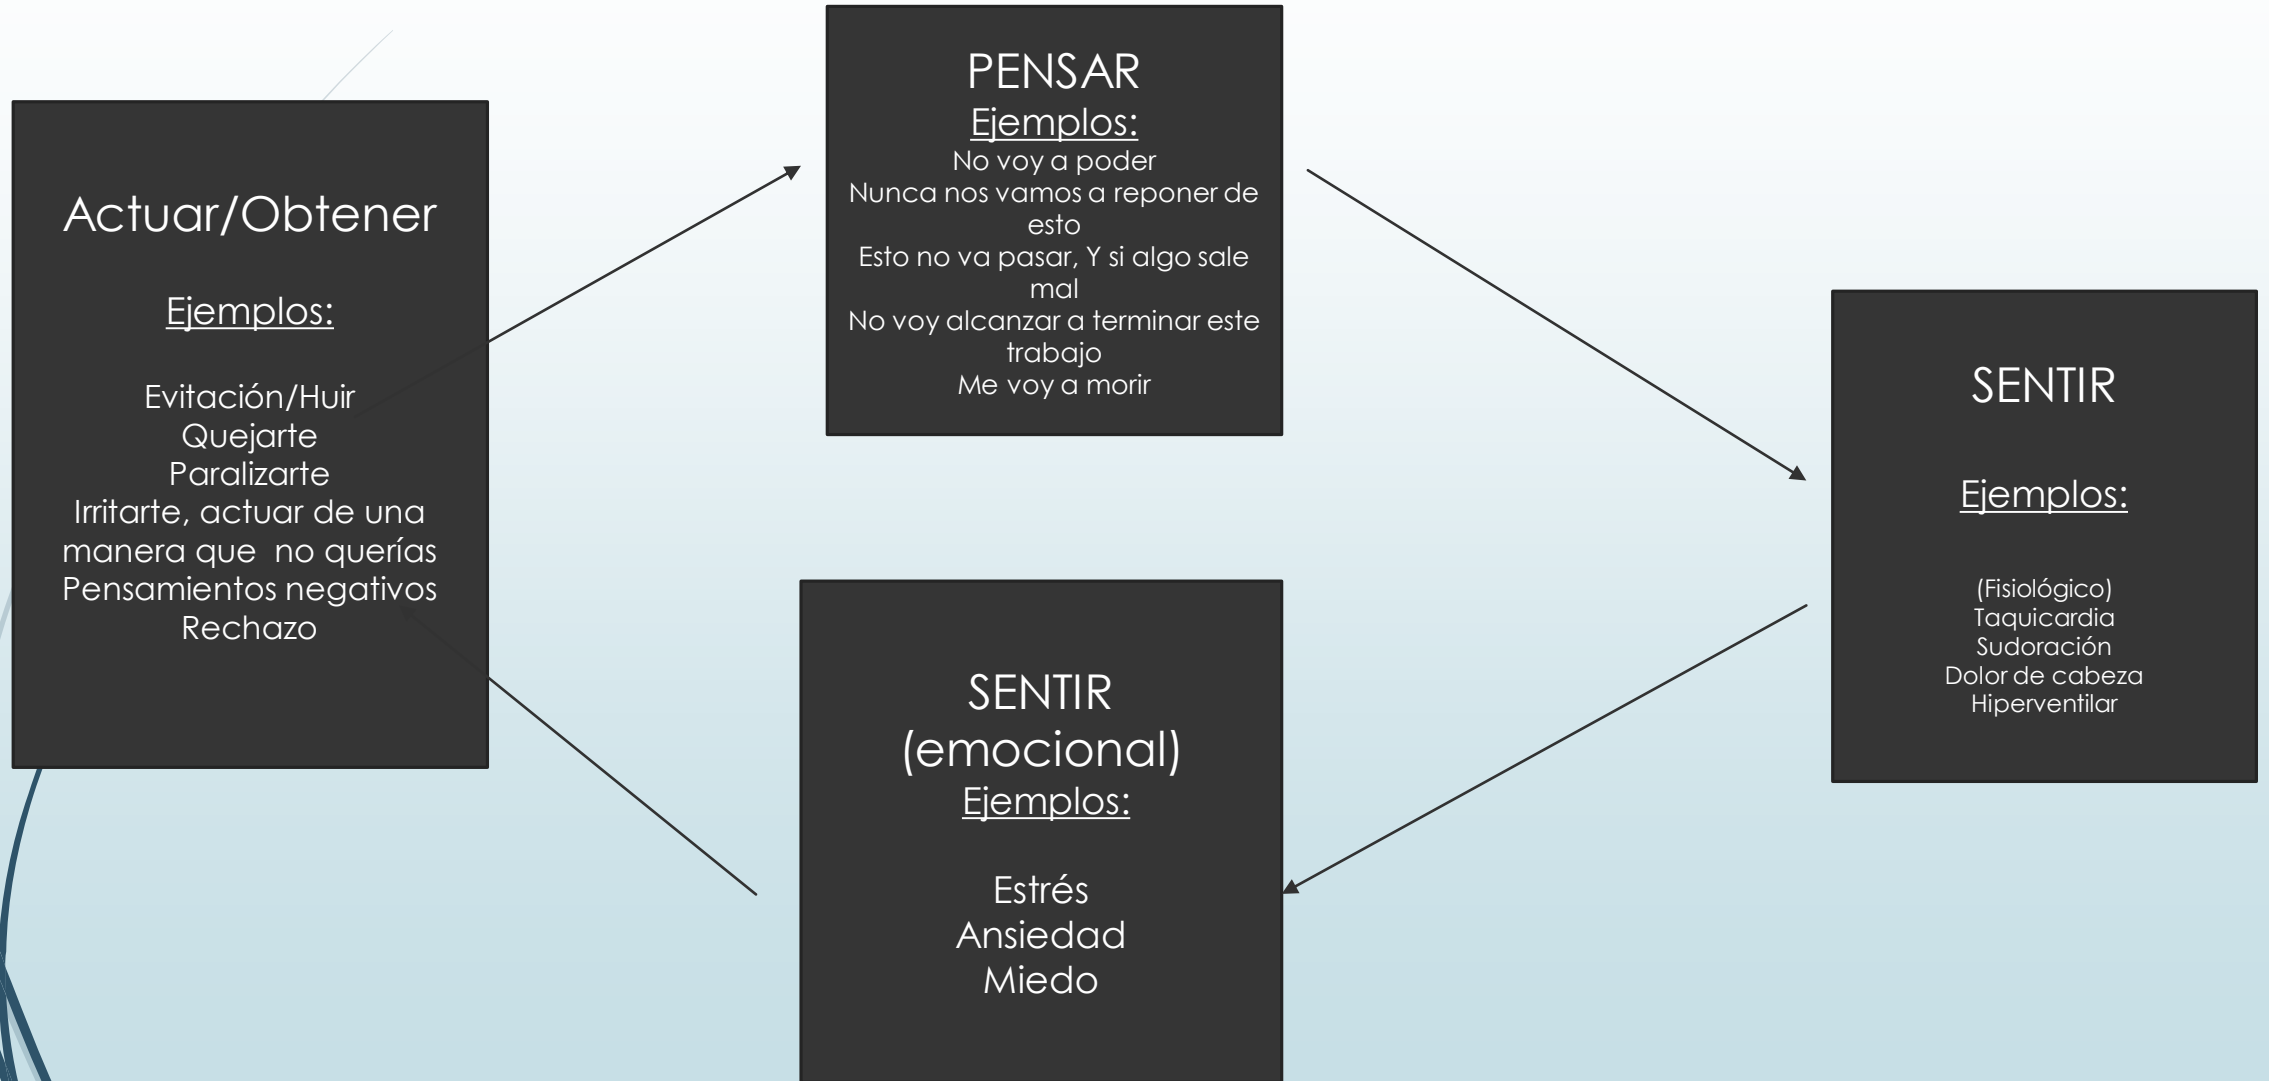 Actuar/Obtener
Ejemplos:
Evitación/Huir
Quejarte
Paralizarte
Irritarte, actuar de una
manera que  no querías
Pensamientos negativos
Rechazo
PENSAR
Ejemplos:
No voy a poder
Nunca nos vamos a reponer de
esto
Esto no va pasar, Y si algo sale
mal
No voy alcanzar a terminar este
trabajo
Me voy a morir
SENTIR
Ejemplos:
(Fisiológico)
Taquicardia
Sudoración
Dolor de cabeza
Hiperventilar
SENTIR
(emocional)
Ejemplos:
Estrés
Ansiedad
Miedo